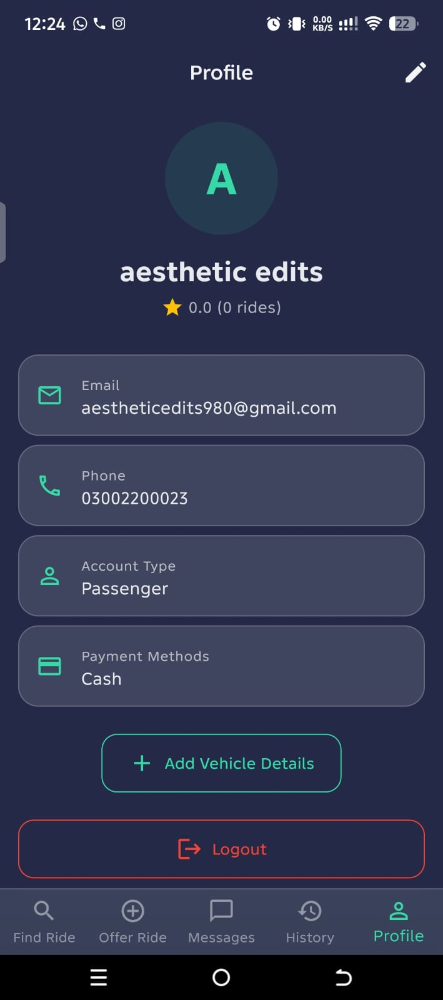 12:24
0.00
KB/S
22
Profile
A
aesthetic edits
0.0 (0 rides)
Email
aestheticedits980@gmail.com
Phone
03002200023
Account Type
Passenger
Payment Methods
Cash
Add Vehicle Details
Logout
Find Ride
Offer Ride
Messages
History
Profile